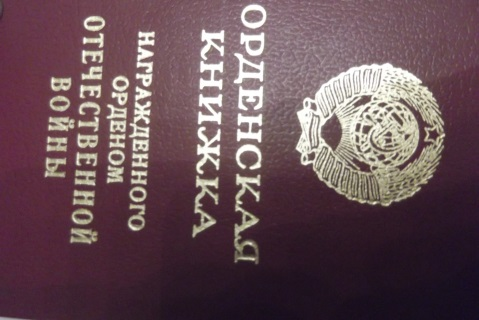 ОРДЕНСКАЯ
КНИЖКА
НАГРАЖДЕННОГО
ОРДЕНОМ
ОТЕЧЕСТВЕННОЙ
ВОЙНЫ